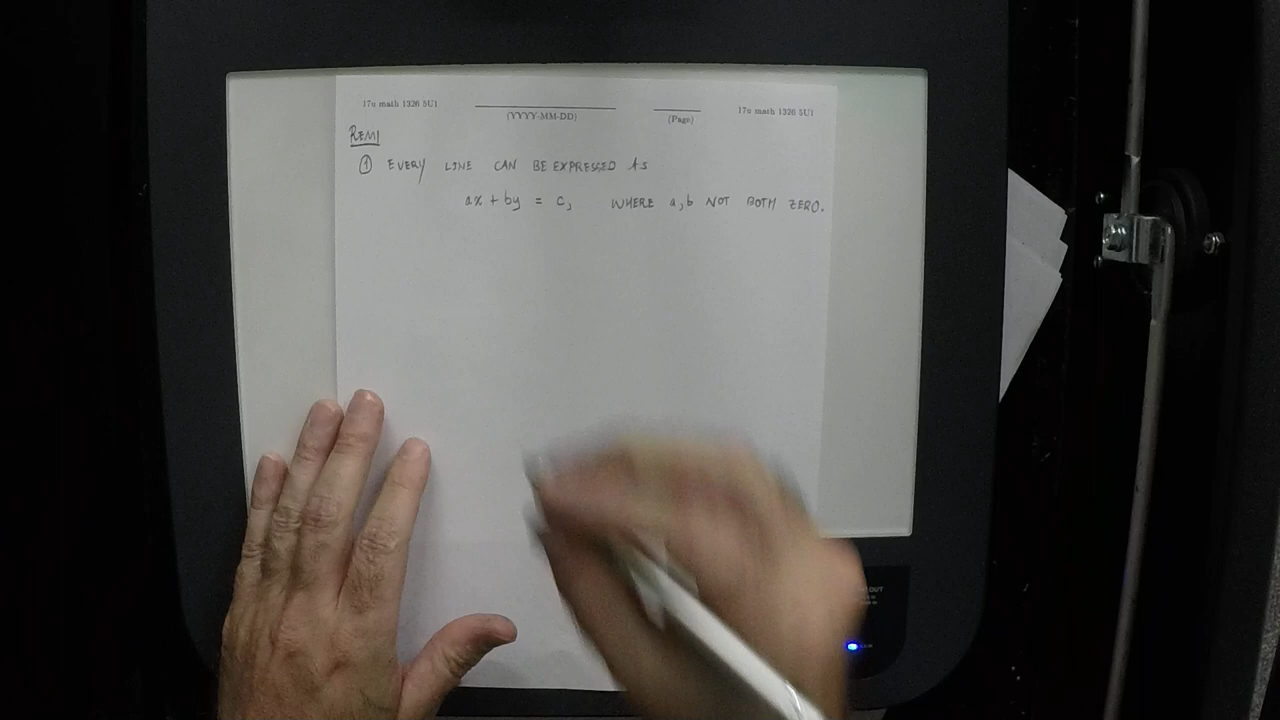 17u math 1326 5U1 (YYYY-MM-DD) (Page) 17u math 1326 5U1
REM1
① EVERY LINE CAN BE EXPRESSED AS
ax + by = c, WHERE a, b NOT BOTH ZERO.